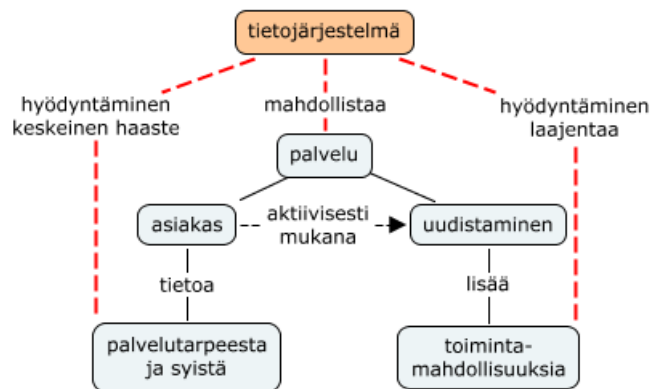 tietojärjestelmä
hyödyntäminen
keskeinen haaste
mahdollistaa
hyödyntäminen
laajentaa
palvelu
asiakas
aktiivisesti
mukana
uudistaminen
tietoa
lisää
palvelutarpeesta
ja syistä
toiminta-
mahdollisuuksia